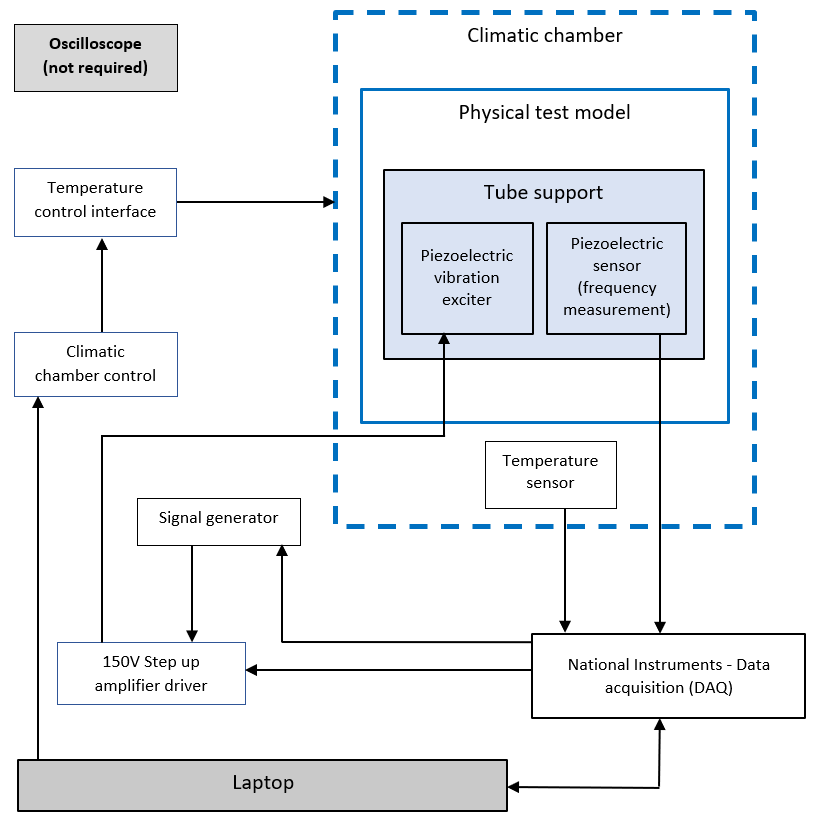 Oscilloscope
(not required)
Climatic chamber
Physical test model
Temperature
control interface
Tube support
Piezoelectric
vibration
exciter
Piezoelectric
sensor
(frequency
measurement)
Climatic
chamber control
Temperature
sensor
Signal generator
150V Step up
amplifier driver
National Instruments - Data
acquisition (DAQ)
Laptop